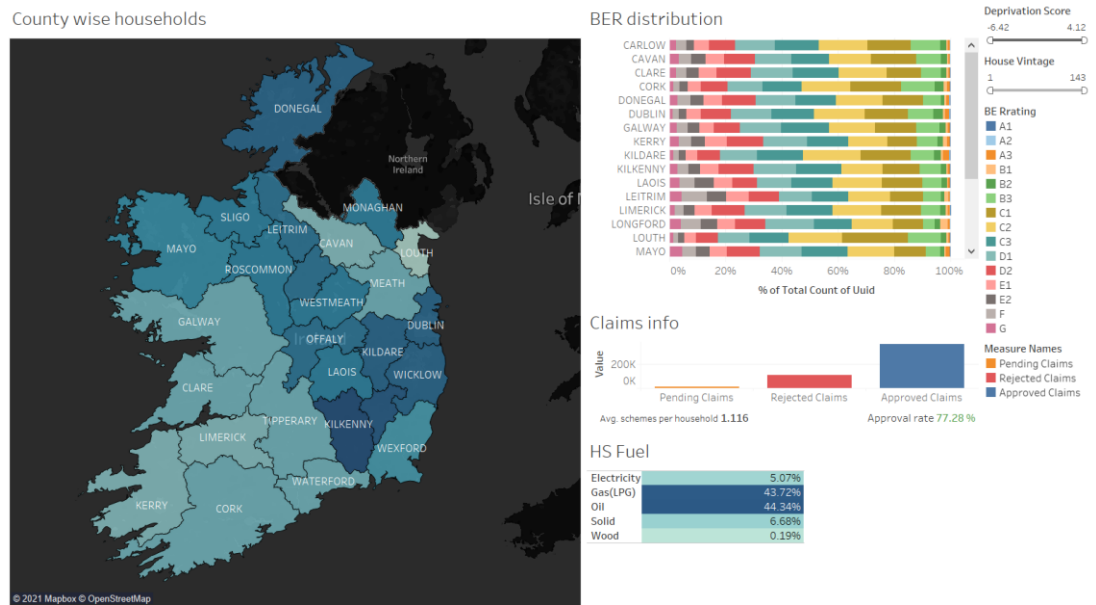 County wise households
DONEGAL
Northern
Ireland
Isle of
MONAGHAN
SLIGO
LEITRIM
CAVAN
LOUTH
MAYO
ROSCOMMON
MEATH
WESTMEATH
GALWAY
DUBLIN
OFFALY
KILDARE
LAOIS
WICKLOW
CLARE
TIPPERARY
KILKENNY
LIMERICK
WEXFORD
WATERFORD
KERRY
CORK
© 2021 Mapbox © OpenStreetMap
BER distribution
CARLOW
CAVAN
CLARE
CORK
DONEGAL
DUBLIN
GALWAY
KERRY
KILDARE
KILKENNY
LAOIS
LEITRIM
LIMERICK
LONGFORD
LOUTH
MAYO
0% 20% 40% 60% 80% 100%
% of Total Count of Uuid
Claims info
Value
200K
0K
Pending Claims Rejected Claims Approved Claims
Avg. schemes per household 1.116 Approval rate 77.28 %
HS Fuel
Electricity 5.07%
Gas(LPG) 43.72%
Oil 44.34%
Solid 6.68%
Wood 0.19%
Deprivation Score
-6.42 4.12
House Vintage
1 143
BE Rrating
A1
A2
A3
B1
B2
B3
C1
C2
C3
D1
D2
E1
E2
F
G
Measure Names
Pending Claims
Rejected Claims
Approved Claims